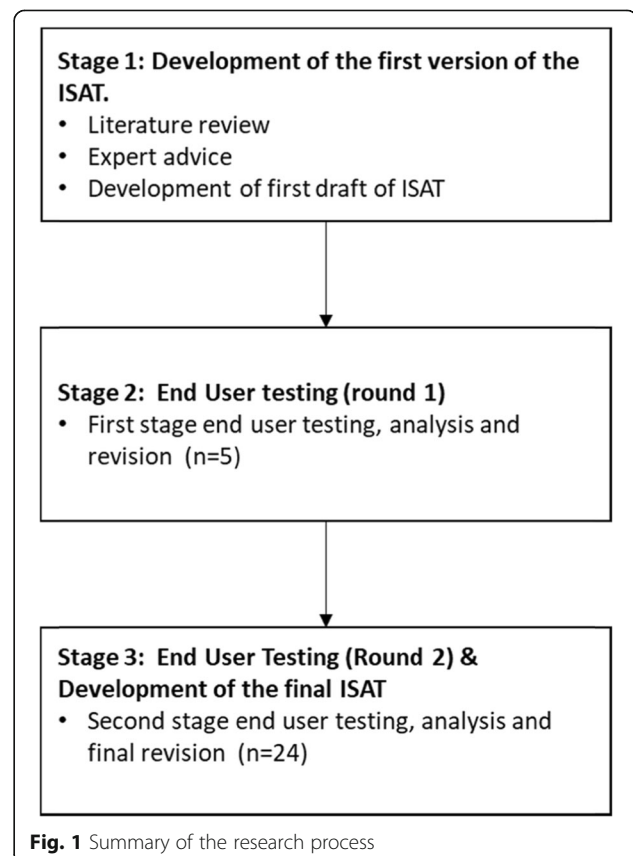 Stage 1: Development of the first version of the
ISAT.
• Literature review
• Expert advice
• Development of first draft of ISAT
Stage 2: End User testing (round 1)
• First stage end user testing, analysis and
revision (n=5)
Stage 3: End User Testing (Round 2) &
Development of the final ISAT
• Second stage end user testing, analysis and
final revision (n=24)
Fig. 1 Summary of the research process